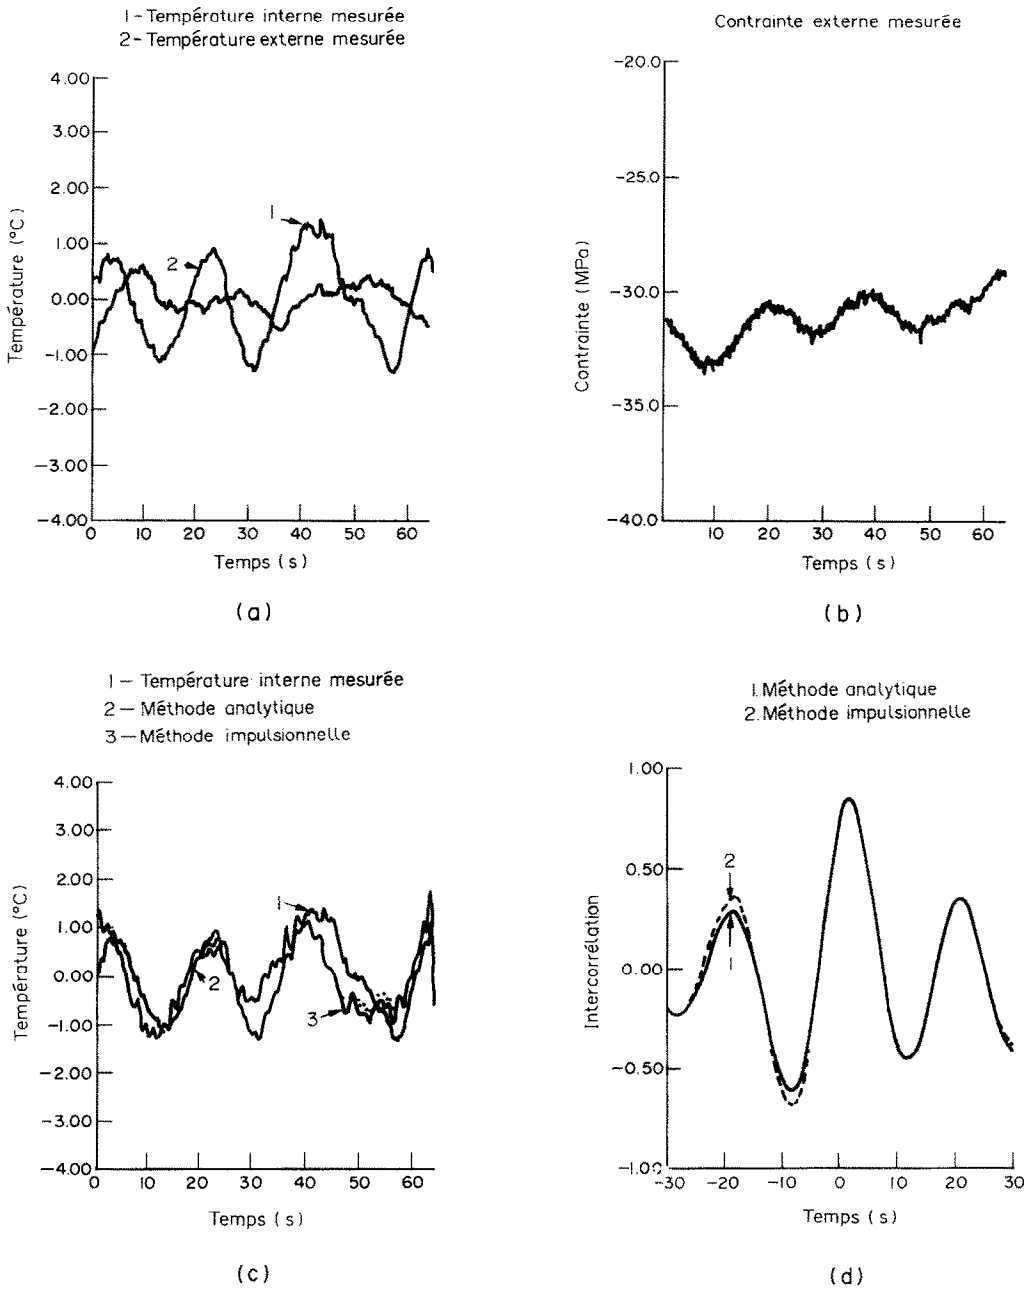 1-Température interne mesurée
2-Température externe mesurée
4.00
3.00
2.00
1.00
0.00
-1.00
-2.00
-3.00
-4.00
Température (°C)
1
2
0 10 20 30 40 50 60
Temps (s)
(a)
Contrainte externe mesurée
-20.0
-25.0
-30.0
-35.0
-40.0
Contrainte (MPa)
10 20 30 40 50 60
Temps (s)
(b)
1 — Température interne mesurée
2 — Méthode analytique
3 — Méthode impulsionnelle
4.00
3.00
2.00
1.00
0.00
-1.00
-2.00
-3.00
-4.00
Température (°C)
1
2
3
0 10 20 30 40 50 60
Temps (s)
(c)
1.Méthode analytique
2.Méthode impulsionnelle
1.00
0.50
0.00
-0.50
-1.00
Intercorrélation
2
1
-30 -20 -10 0 10 20 30
Temps (s)
(d)